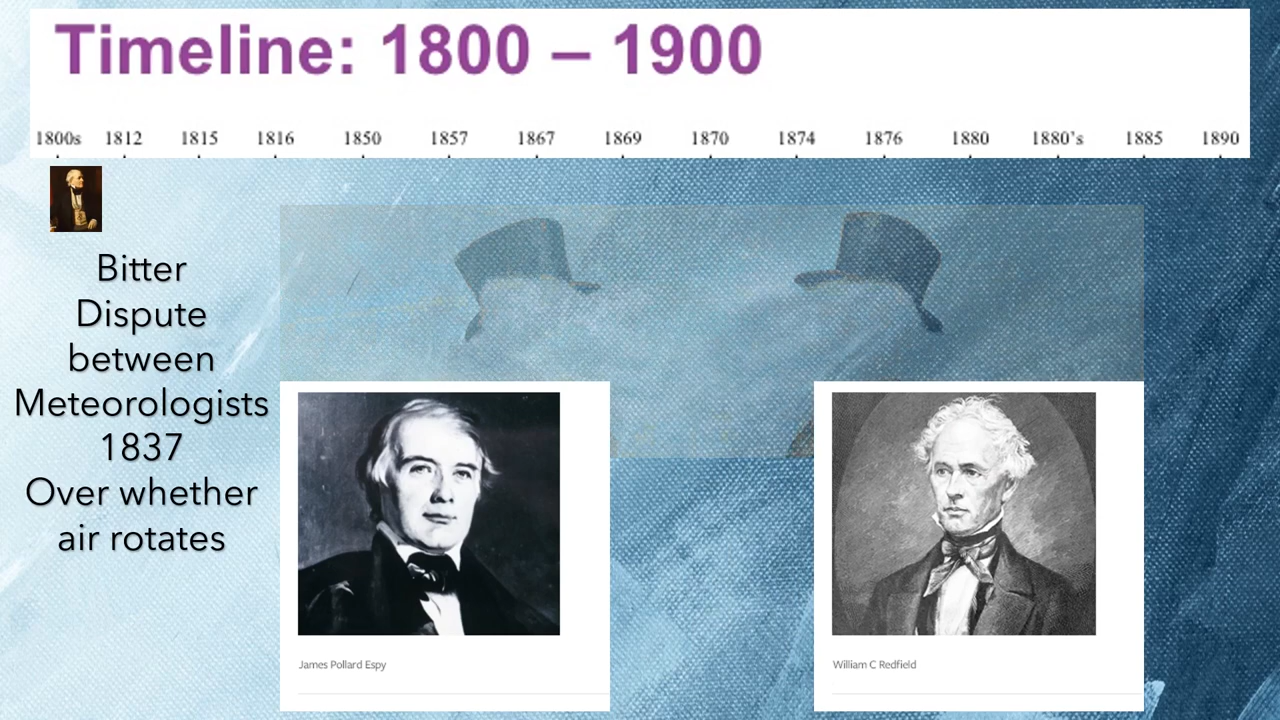 Timeline: 1800 – 1900
1800s 1812 1815 1816 1850 1857 1867 1869 1870 1874 1876 1880 1880's 1885 1890
Bitter
Dispute
between
Meteorologists
1837
Over whether
air rotates
James Pollard Espy
William C Redfield